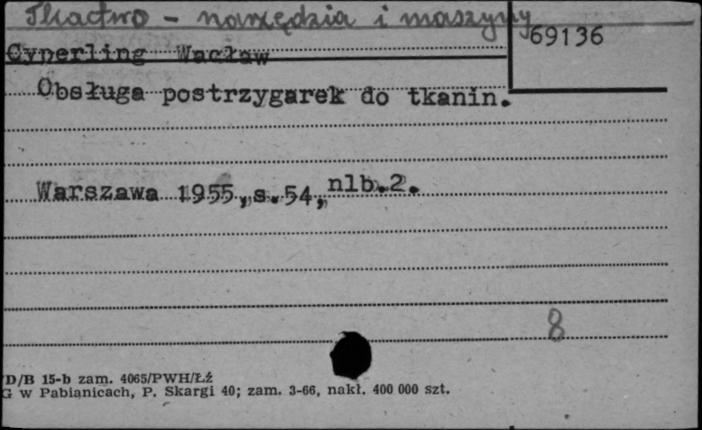 Tkactwo - narzędzia i maszyny
69136
Cyperling Wacław
Obsługa postrzygarek do tkanin.
Warszawa 1955, s. 54, nlb. 2.
8
D/B 15-b zam. 4065/PWH/Łź
G w Pabianicach, P. Skargi 40; zam. 3-66, nakł. 400 000 szt.